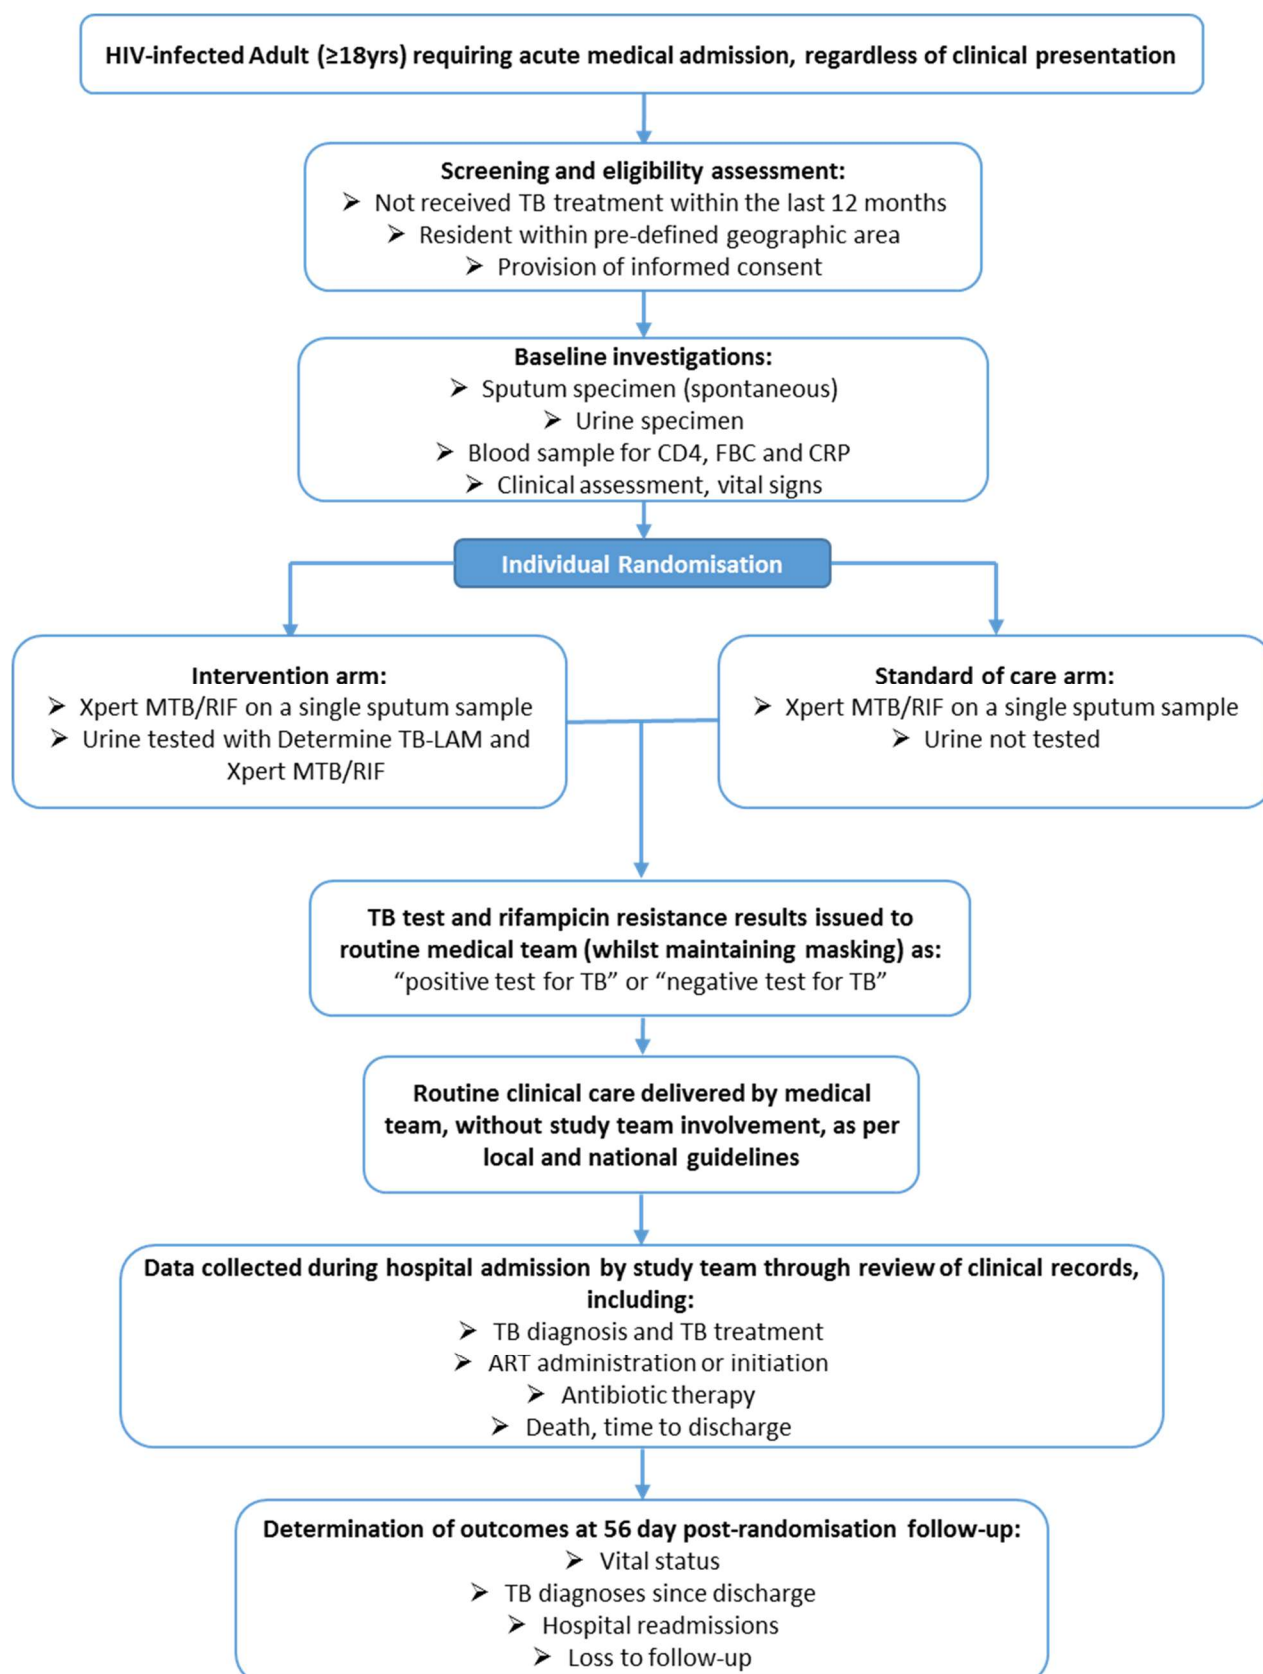 HIV-infected Adult (≥18yrs) requiring acute medical admission, regardless of clinical presentation
Screening and eligibility assessment:
➢ Not received TB treatment within the last 12 months
➢ Resident within pre-defined geographic area
➢ Provision of informed consent
Baseline investigations:
➢ Sputum specimen (spontaneous)
➢ Urine specimen
➢ Blood sample for CD4, FBC and CRP
➢ Clinical assessment, vital signs
Individual Randomisation
Intervention arm:
➢ Xpert MTB/RIF on a single sputum sample
➢ Urine tested with Determine TB-LAM and
Xpert MTB/RIF
Standard of care arm:
➢ Xpert MTB/RIF on a single sputum sample
➢ Urine not tested
TB test and rifampicin resistance results issued to
routine medical team (whilst maintaining masking) as:
“positive test for TB” or “negative test for TB”
Routine clinical care delivered by medical
team, without study team involvement, as per
local and national guidelines
Data collected during hospital admission by study team through review of clinical records,
including:
➢ TB diagnosis and TB treatment
➢ ART administration or initiation
➢ Antibiotic therapy
➢ Death, time to discharge
Determination of outcomes at 56 day post-randomisation follow-up:
➢ Vital status
➢ TB diagnoses since discharge
➢ Hospital readmissions
➢ Loss to follow-up